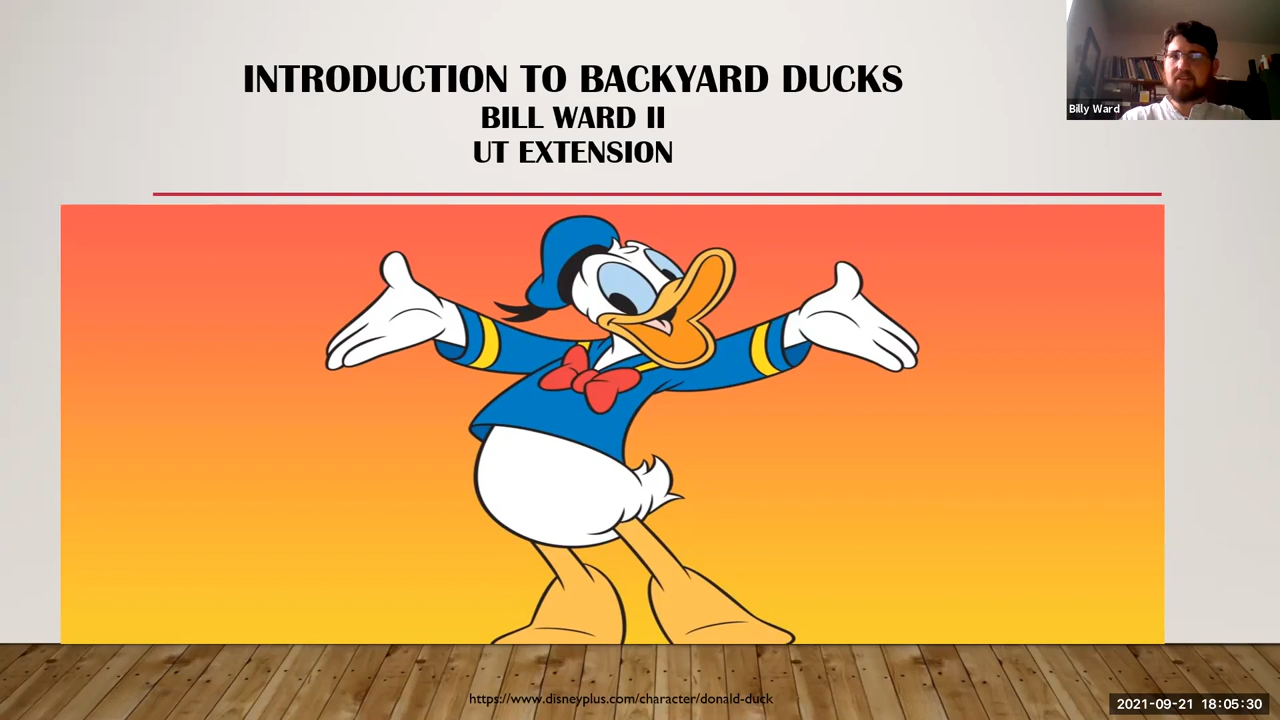 INTRODUCTION TO BACKYARD DUCKS
BILL WARD II
UT EXTENSION
Billy Ward
https://www.disneyplus.com/character/donald-duck
2021-09-21 18:05:30